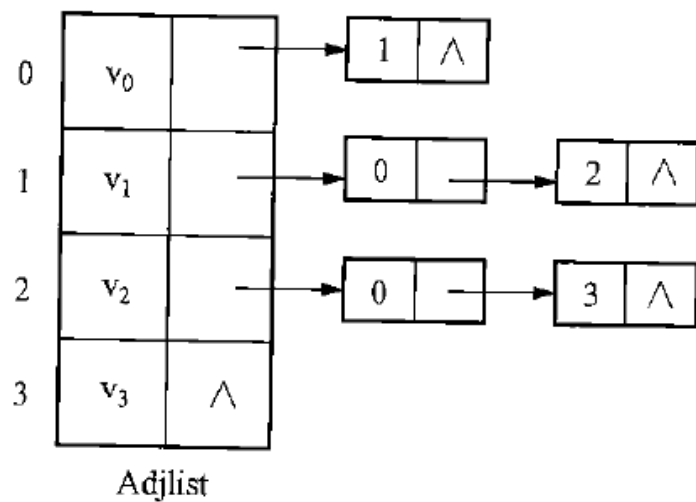 0 v₀ 1 ∧
1 v₁ 0 2 ∧
2 v₂ 0 3 ∧
3 v₃ ∧
Adjlist